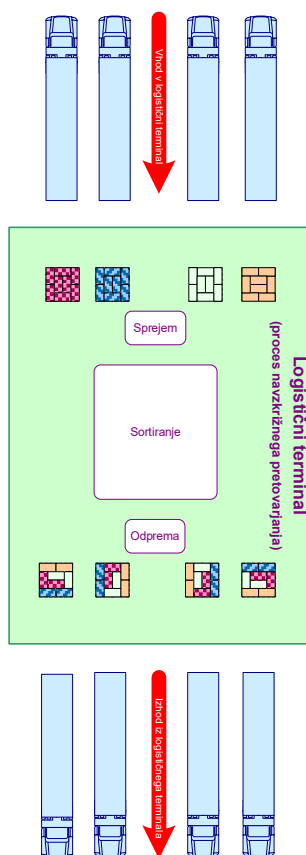 Vhod v logistični terminal
Sprejem
Sortiranje
Odprema
Logistični terminal
(proces navzkrižnega pretovarjanja)
Izhod iz logističnega terminala